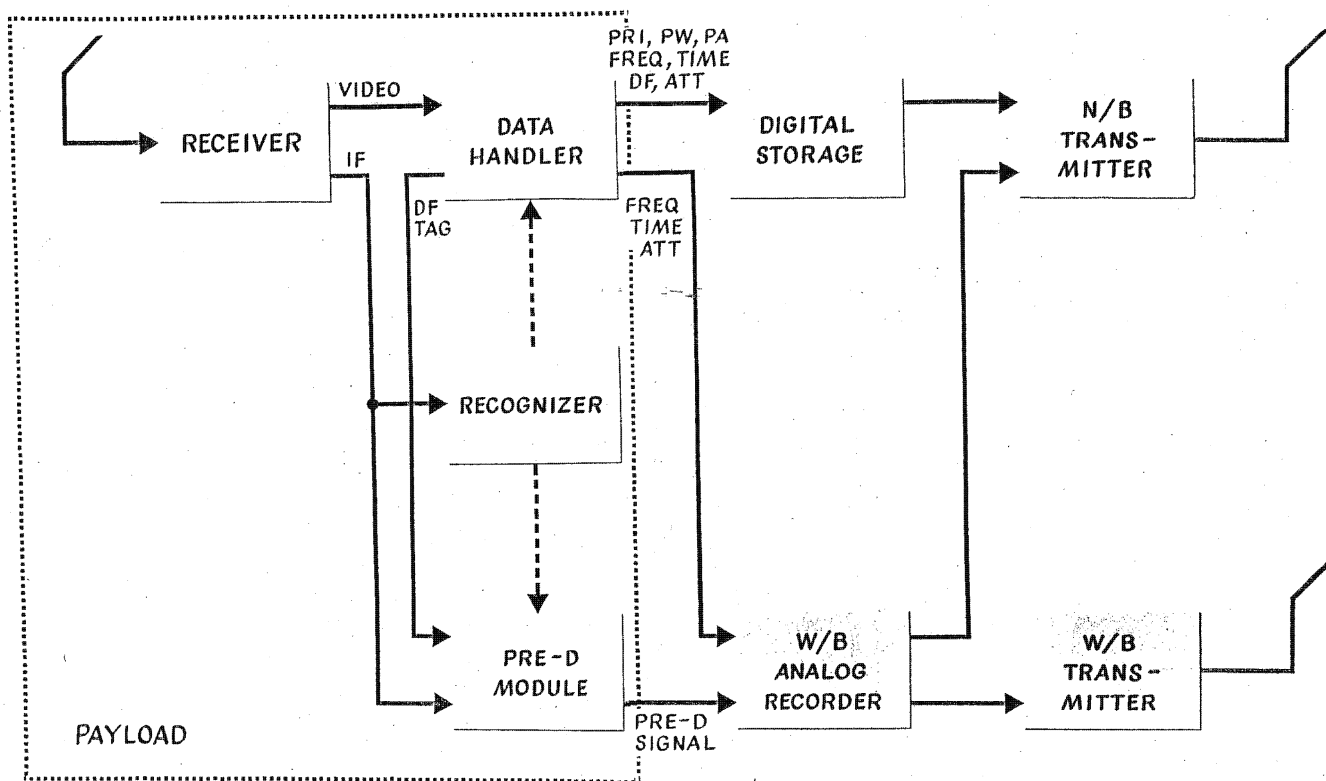 PRI, PW, PA
FREQ, TIME
DF, ATT
VIDEO
RECEIVER
IF
DATA
HANDLER
DIGITAL
STORAGE
N/B
TRANS-
MITTER
DF
TAG
FREQ
TIME
ATT
RECOGNIZER
PRE-D
MODULE
W/B
ANALOG
RECORDER
W/B
TRANS-
MITTER
PRE-D
SIGNAL
PAYLOAD